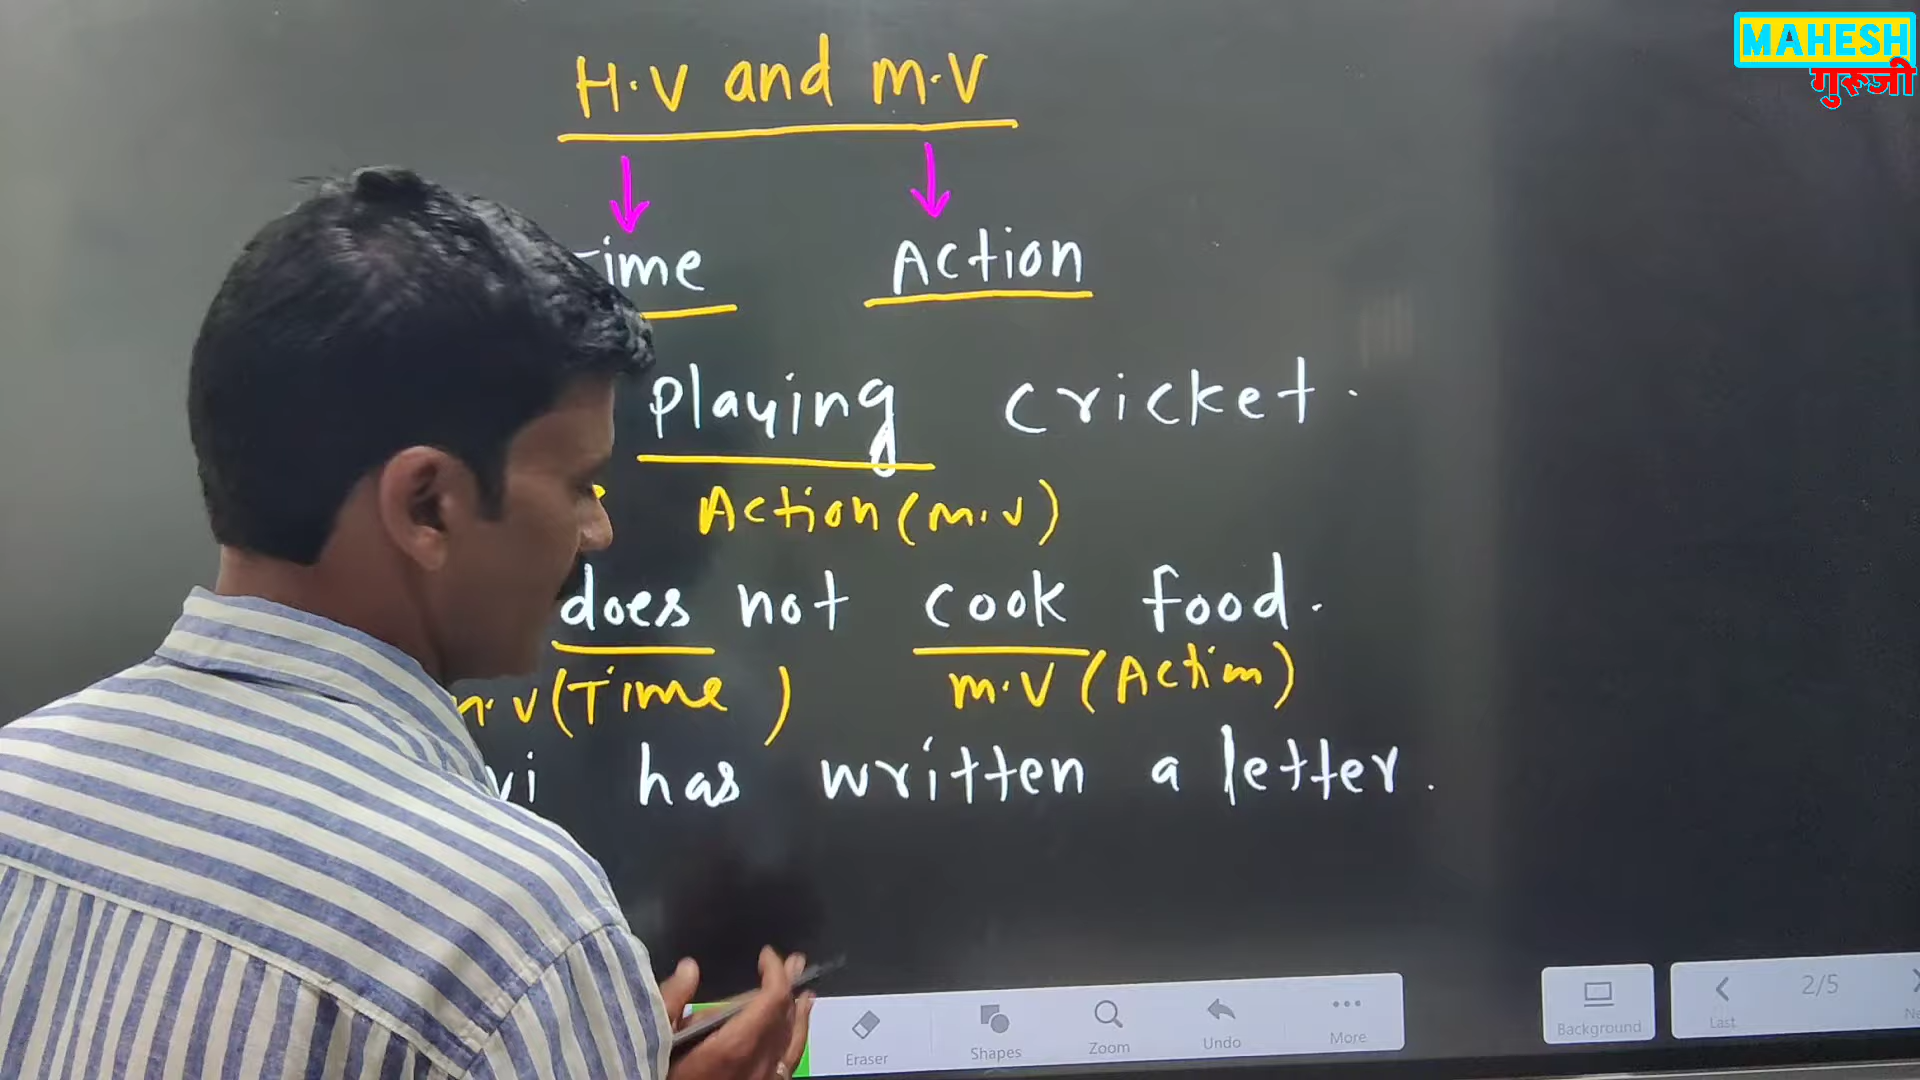 MAHESH
गुरूजी
H.V and M.V
Time Action
playing cricket.
Action (M.V)
does not cook food.
.V (Time) M.V (Action)
vi has written a letter.
Eraser Shapes Zoom Undo More Background Last 2/5